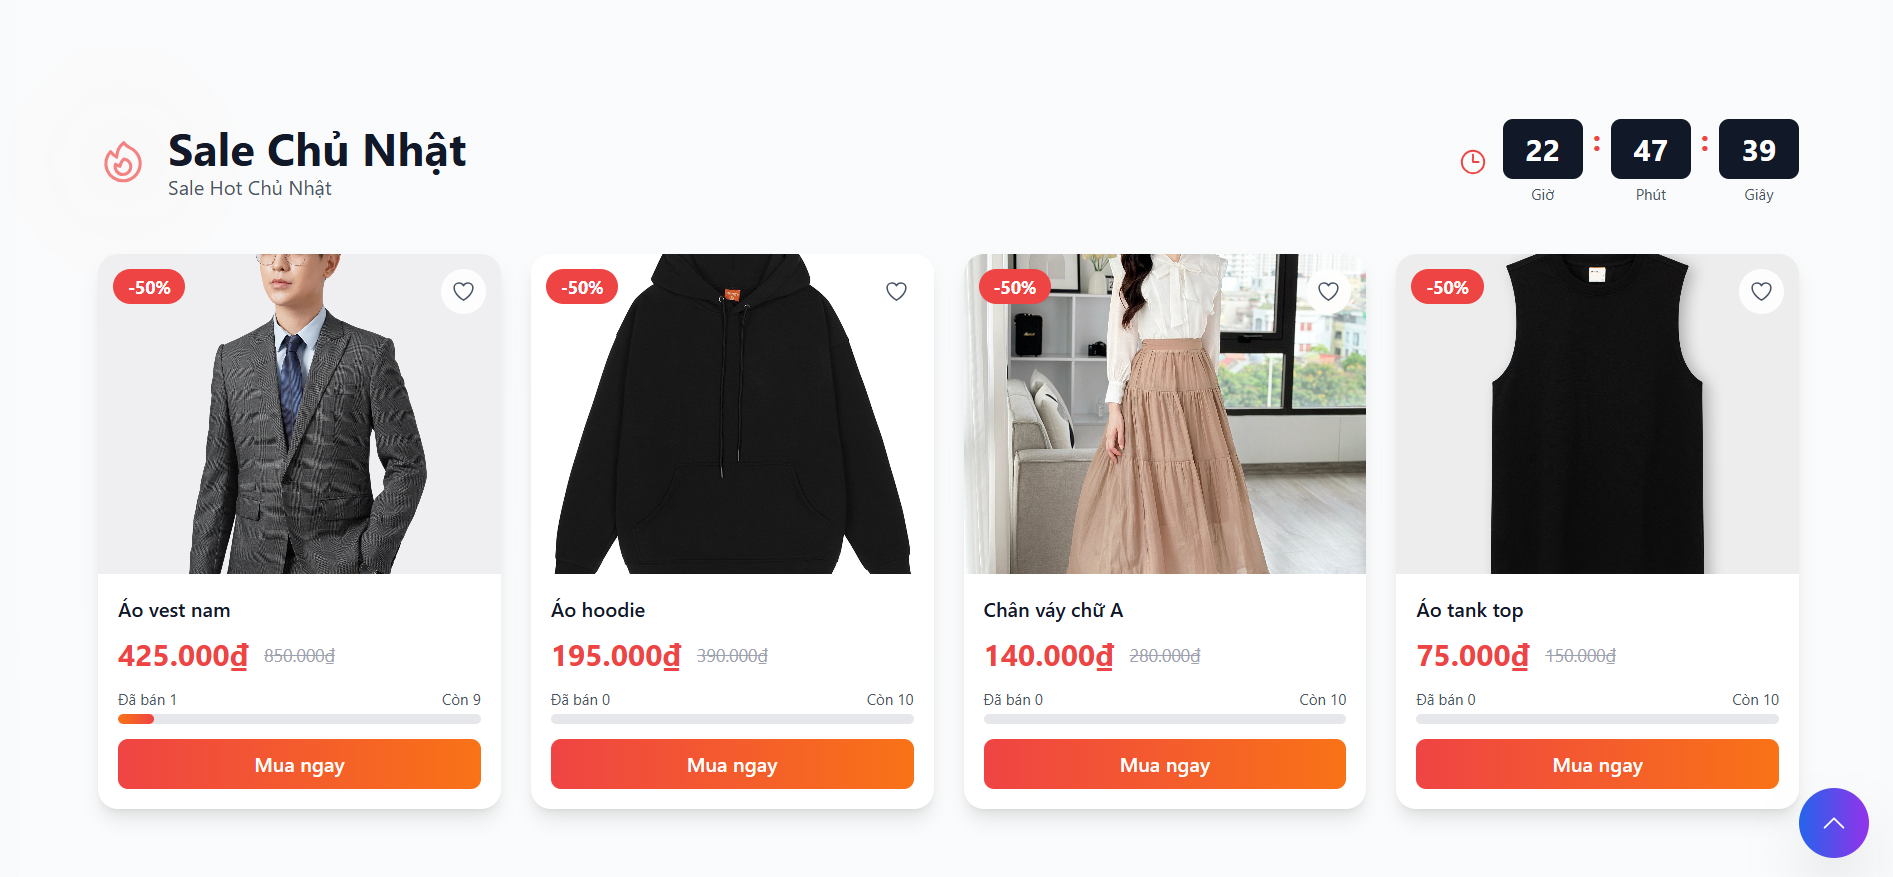 Sale Chủ Nhật
Sale Hot Chủ Nhật
22 : 47 : 39
Giờ Phút Giây
-50%
Áo vest nam
425.000₫ 850.000₫
Đã bán 1 Còn 9
Mua ngay
-50%
Áo hoodie
195.000₫ 390.000₫
Đã bán 0 Còn 10
Mua ngay
-50%
Chân váy chữ A
140.000₫ 280.000₫
Đã bán 0 Còn 10
Mua ngay
-50%
Áo tank top
75.000₫ 150.000₫
Đã bán 0 Còn 10
Mua ngay